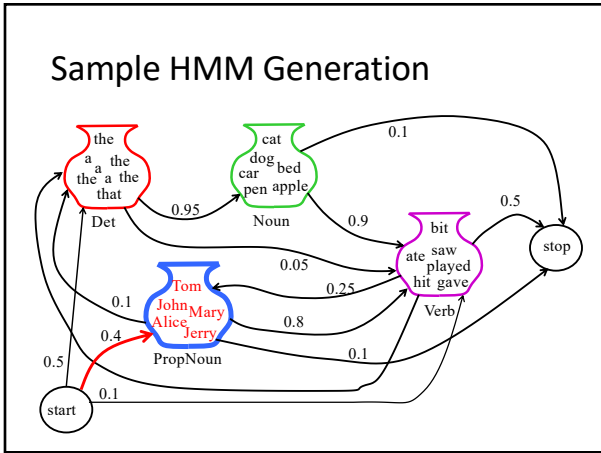 Sample HMM Generation
the
a
a
the
the
a
the
that
Det
cat
dog
car
bed
pen
apple
Noun
0.1
0.95
0.9
0.5
bit
ate
saw
played
hit
gave
Verb
stop
0.05
0.25
Tom
John
Mary
Alice
Jerry
PropNoun
0.1
0.8
0.4
0.1
0.5
0.1
start